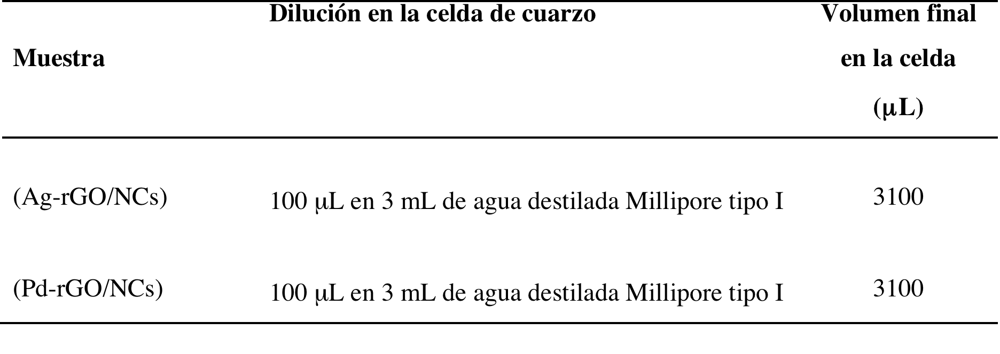 Dilución en la celda de cuarzo
Volumen final
Muestra
en la celda
(μL)
(Ag-rGO/NCs) 100 μL en 3 mL de agua destilada Millipore tipo I 3100
(Pd-rGO/NCs) 100 μL en 3 mL de agua destilada Millipore tipo I 3100